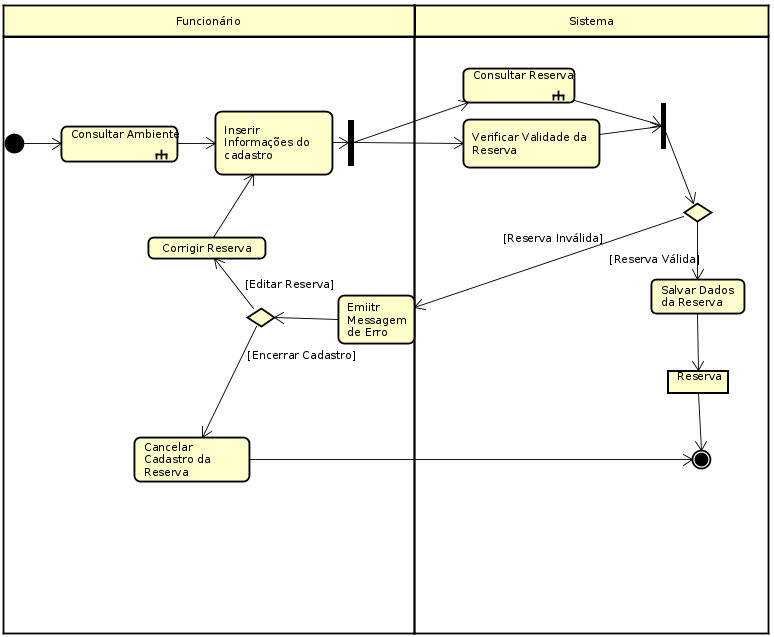 Funcionário
Sistema
Consultar Ambiente
Inserir
Informações do
cadastro
Consultar Reserva
Verificar Validade da
Reserva
[Reserva Inválida]
[Reserva Válida]
Corrigir Reserva
[Editar Reserva]
Emiitr
Messagem
de Erro
Salvar Dados
da Reserva
[Encerrar Cadastro]
Reserva
Cancelar
Cadastro da
Reserva